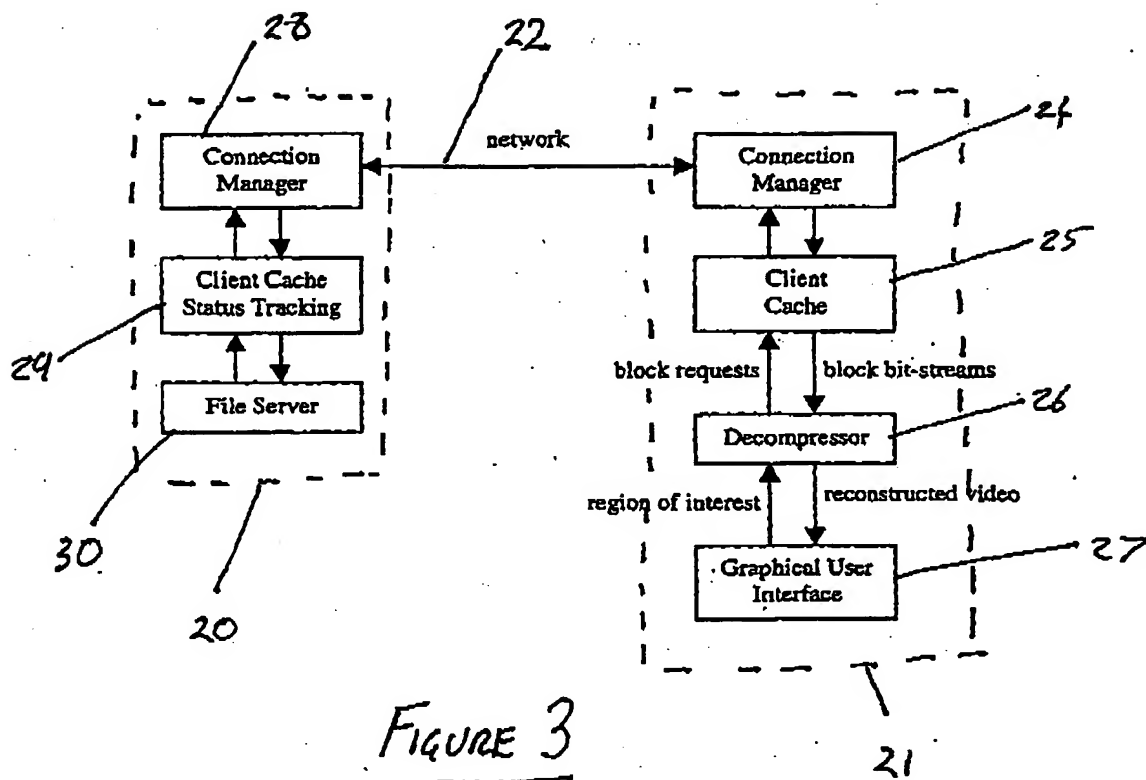 28
22
24
network
Connection
Manager
Connection
Manager
25
Client Cache
Status Tracking
Client
Cache
29
block requests
block bit-streams
26
File Server
Decompressor
region of interest
reconstructed video
30
27
Graphical User
Interface
20
FIGURE 3
21